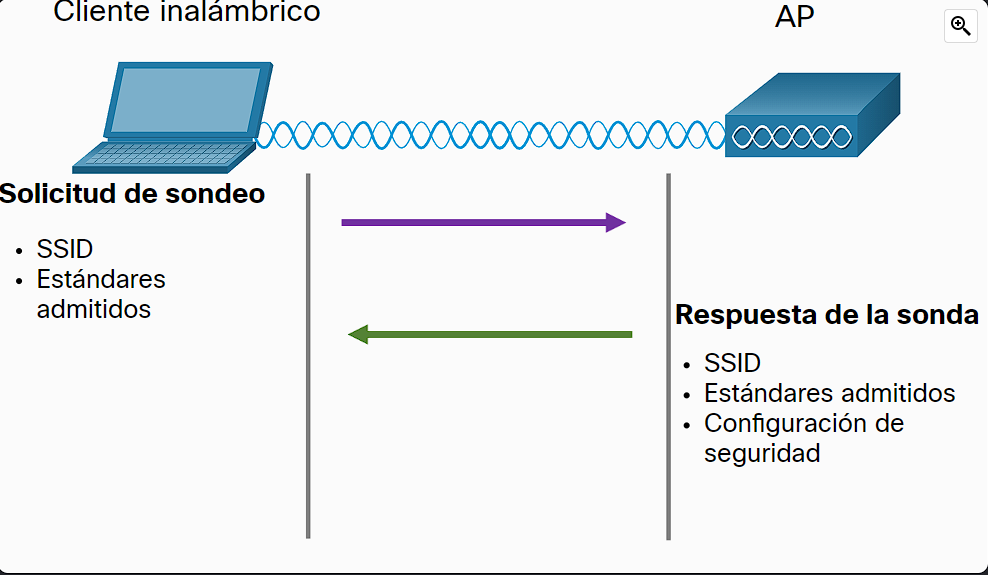 Cliente inalámbrico
AP
Solicitud de sondeo
SSID
Estándares
admitidos
Respuesta de la sonda
SSID
Estándares admitidos
Configuración de
seguridad